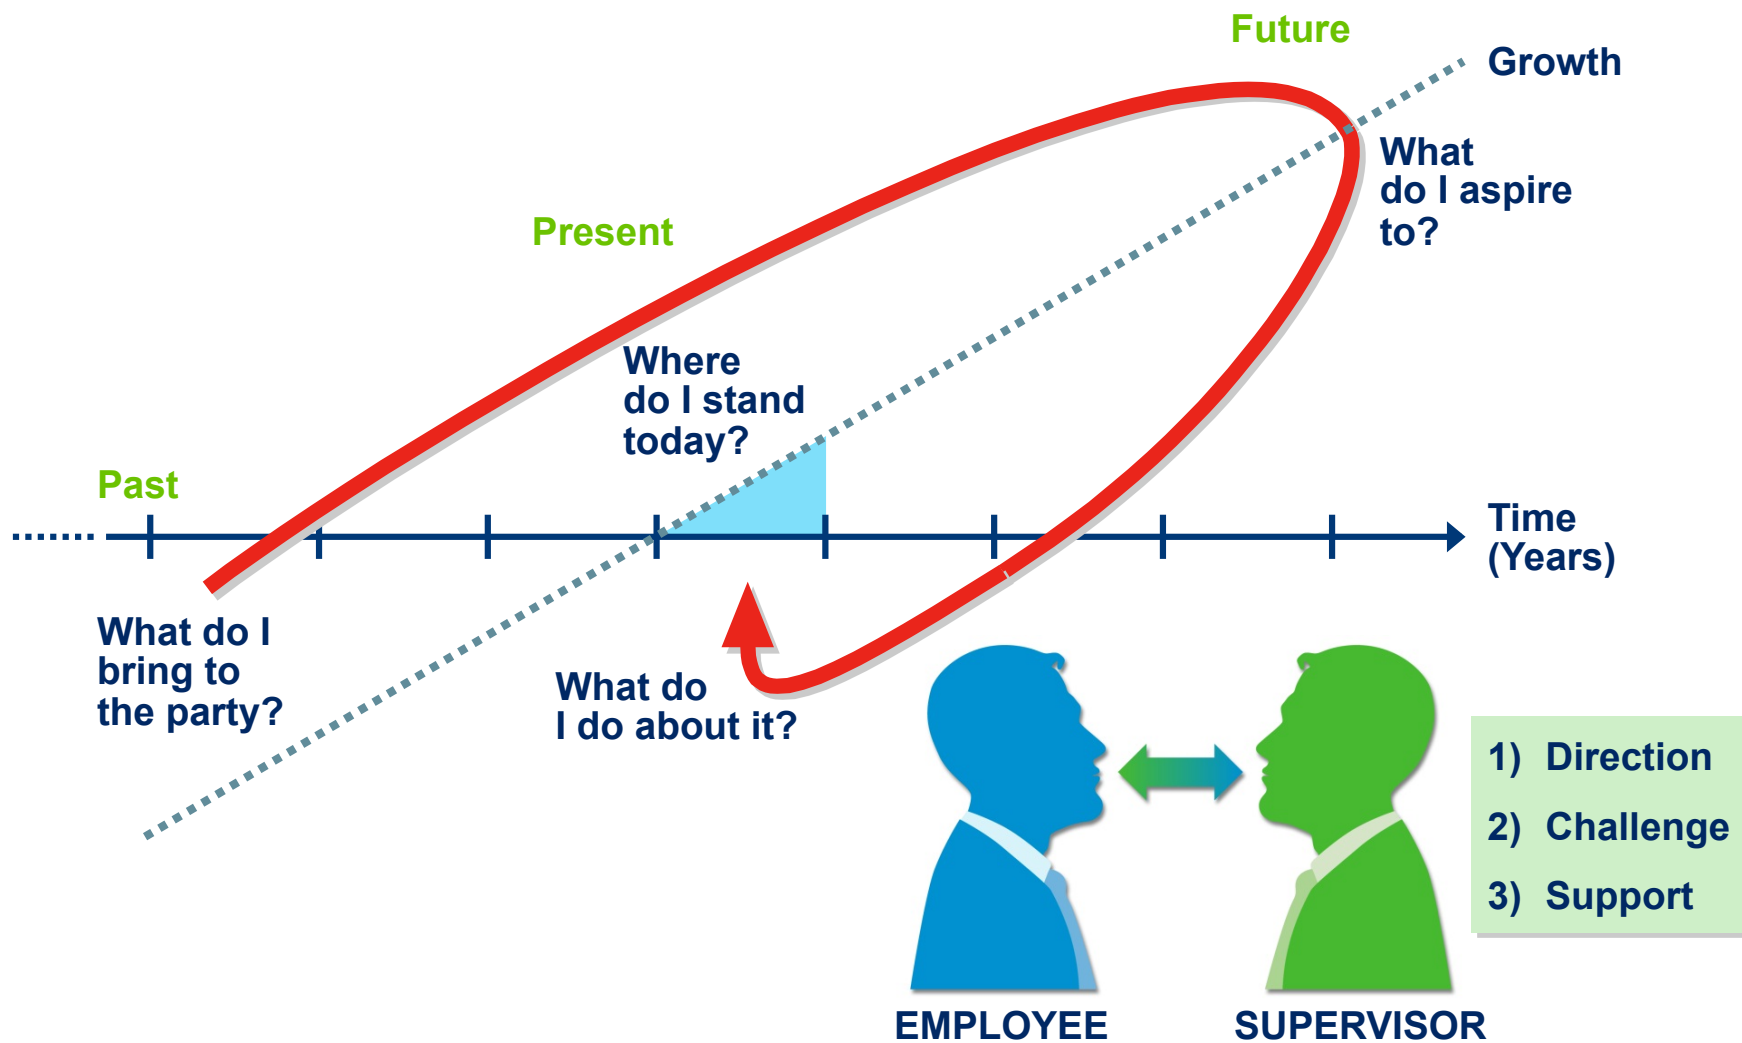 Future
Growth
What
do I aspire
to?
Present
Where
do I stand
today?
Past
Time
(Years)
What do I
bring to
the party?
What do
I do about it?
1) Direction
2) Challenge
3) Support
EMPLOYEE
SUPERVISOR